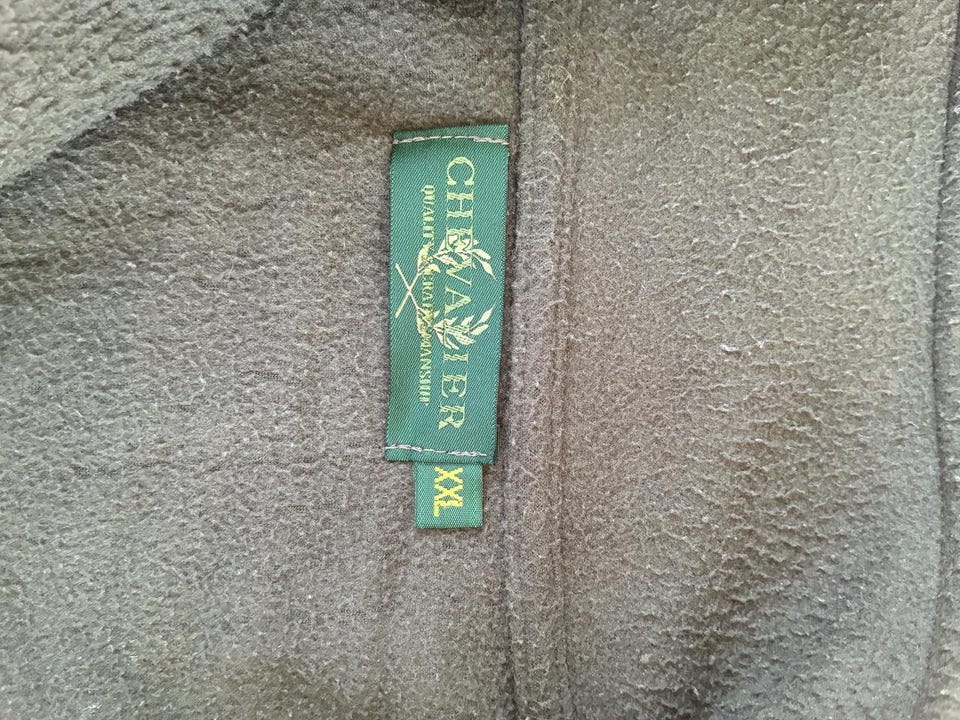 CHEVALIER
QUALITY & CRAFTSMANSHIP
XXL